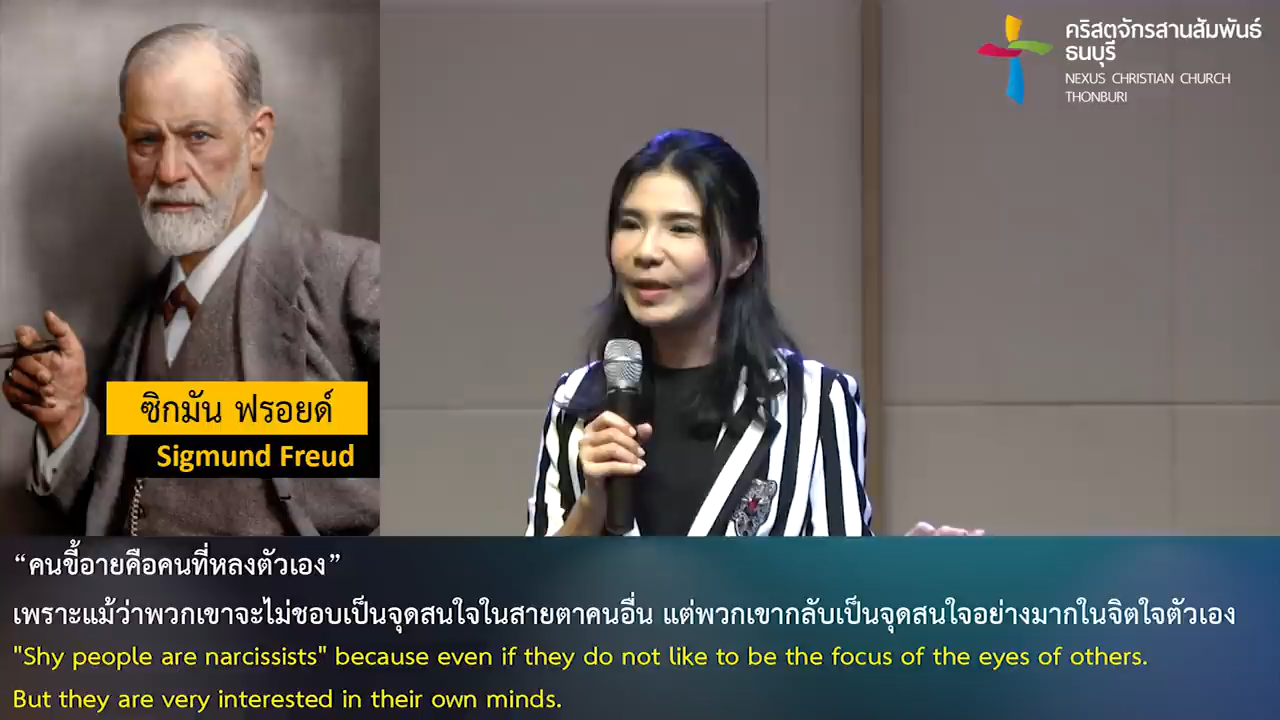 คริสตจักรสานสัมพันธ์
ธนบุรี
NEXUS CHRISTIAN CHURCH
THONBURI
ซิกมัน ฟรอยด์
Sigmund Freud
“คนขี้อายคือคนที่หลงตัวเอง”
เพราะแม้ว่าพวกเขาจะไม่ชอบเป็นจุดสนใจในสายตาคนอื่น แต่พวกเขากลับเป็นจุดสนใจอย่างมากในจิตใจตัวเอง
"Shy people are narcissists" because even if they do not like to be the focus of the eyes of others.
But they are very interested in their own minds.